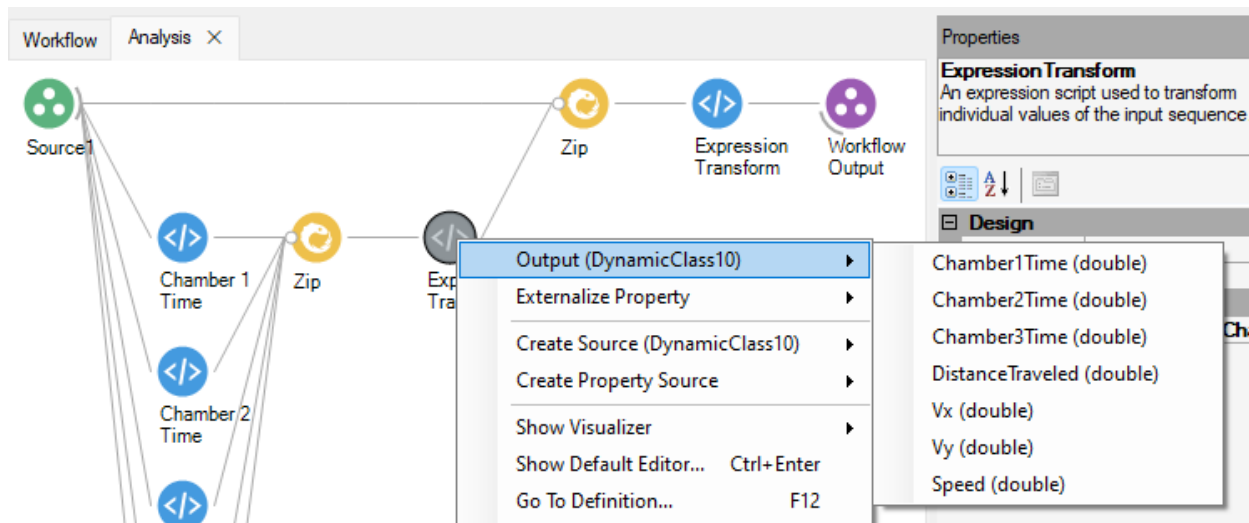 Workflow
Analysis
Properties
ExpressionTransform
An expression script used to transform
individual values of the input sequence
Source1
Zip
Expression
Transform
Workflow
Output
Design
Chamber 1
Time
Zip
Exp
Tra
Output (DynamicClass10)
Externalize Property
Create Source (DynamicClass10)
Create Property Source
Show Visualizer
Show Default Editor... Ctrl+Enter
Go To Definition... F12
Chamber1Time (double)
Chamber2Time (double)
Chamber3Time (double)
DistanceTraveled (double)
Vx (double)
Vy (double)
Speed (double)
Cha
Chamber 2
Time